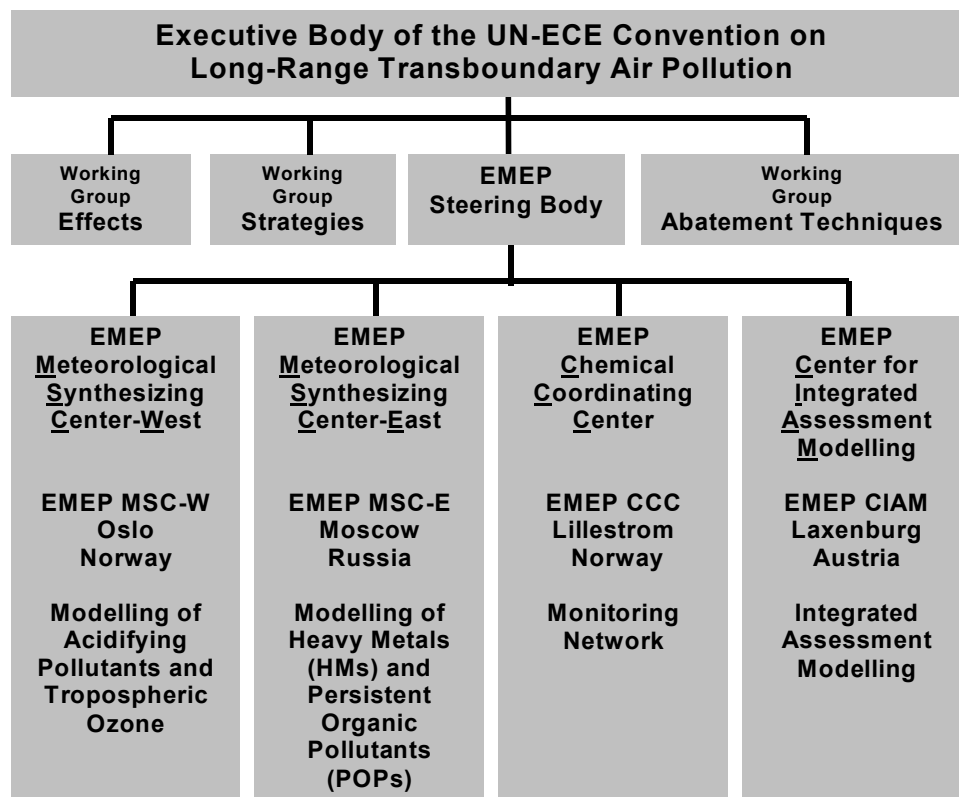 Executive Body of the UN-ECE Convention on
Long-Range Transboundary Air Pollution
Working
Group
Effects
Working
Group
Strategies
EMEP
Steering Body
Working
Group
Abatement Techniques
EMEP
Meteorological
Synthesizing
Center-West
EMEP MSC-W
Oslo
Norway
Modelling of
Acidifying
Pollutants and
Tropospheric
Ozone
EMEP
Meteorological
Synthesizing
Center-East
EMEP MSC-E
Moscow
Russia
Modelling of
Heavy Metals
(HMs) and
Persistent
Organic
Pollutants
(POPs)
EMEP
Chemical
Coordinating
Center
EMEP CCC
Lillestrom
Norway
Monitoring
Network
EMEP
Center for
Integrated
Assessment
Modelling
EMEP CIAM
Laxenburg
Austria
Integrated
Assessment
Modelling